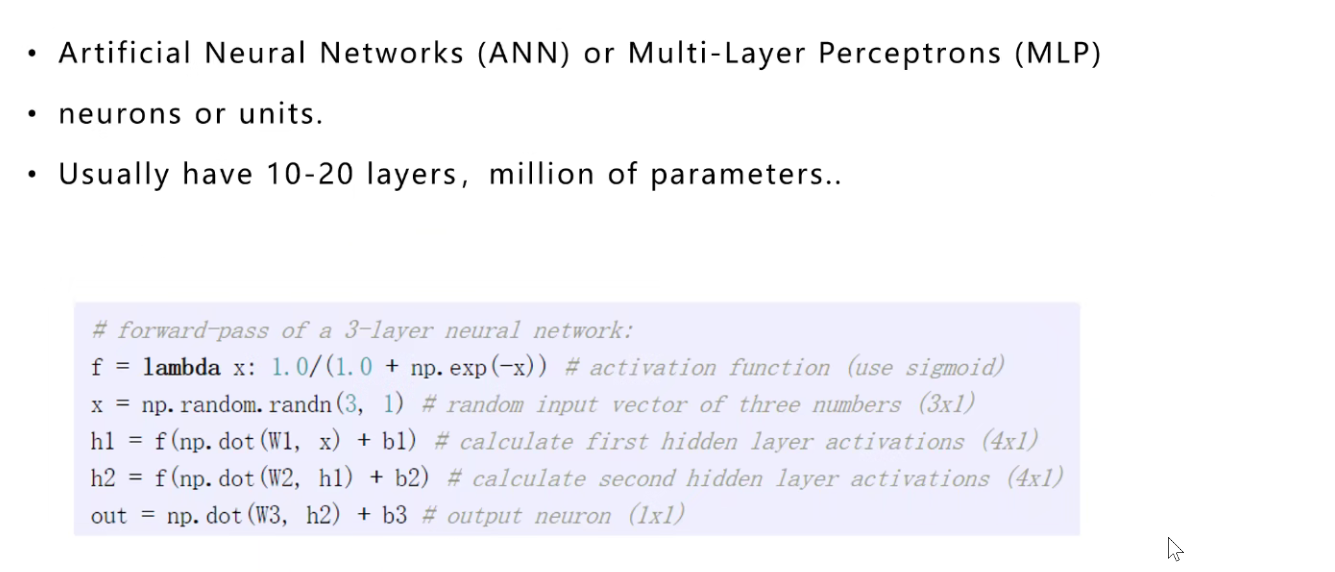 • Artificial Neural Networks (ANN) or Multi-Layer Perceptrons (MLP)
• neurons or units.
• Usually have 10-20 layers, million of parameters..
# forward-pass of a 3-layer neural network:
f = lambda x: 1.0/(1.0 + np.exp(-x)) # activation function (use sigmoid)
x = np.random.randn(3, 1) # random input vector of three numbers (3x1)
h1 = f(np.dot(W1, x) + b1) # calculate first hidden layer activations (4x1)
h2 = f(np.dot(W2, h1) + b2) # calculate second hidden layer activations (4x1)
out = np.dot(W3, h2) + b3 # output neuron (1x1)